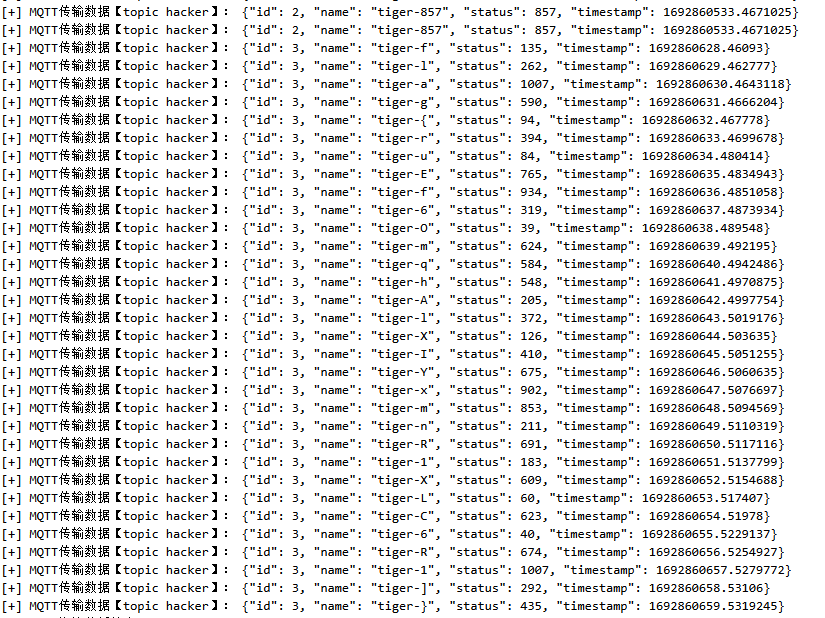 [+] MQTT传输数据【topic hacker】: {"id": 2, "name": "tiger-857", "status": 857, "timestamp": 1692860533.4671025}
[+] MQTT传输数据【topic hacker】: {"id": 2, "name": "tiger-857", "status": 857, "timestamp": 1692860533.4671025}
[+] MQTT传输数据【topic hacker】: {"id": 3, "name": "tiger-f", "status": 135, "timestamp": 1692860628.46093}
[+] MQTT传输数据【topic hacker】: {"id": 3, "name": "tiger-l", "status": 262, "timestamp": 1692860629.462777}
[+] MQTT传输数据【topic hacker】: {"id": 3, "name": "tiger-a", "status": 1007, "timestamp": 1692860630.4643118}
[+] MQTT传输数据【topic hacker】: {"id": 3, "name": "tiger-g", "status": 590, "timestamp": 1692860631.4666204}
[+] MQTT传输数据【topic hacker】: {"id": 3, "name": "tiger-{", "status": 94, "timestamp": 1692860632.467778}
[+] MQTT传输数据【topic hacker】: {"id": 3, "name": "tiger-r", "status": 394, "timestamp": 1692860633.4699678}
[+] MQTT传输数据【topic hacker】: {"id": 3, "name": "tiger-u", "status": 84, "timestamp": 1692860634.480414}
[+] MQTT传输数据【topic hacker】: {"id": 3, "name": "tiger-E", "status": 765, "timestamp": 1692860635.4834943}
[+] MQTT传输数据【topic hacker】: {"id": 3, "name": "tiger-f", "status": 934, "timestamp": 1692860636.4851058}
[+] MQTT传输数据【topic hacker】: {"id": 3, "name": "tiger-6", "status": 319, "timestamp": 1692860637.4873934}
[+] MQTT传输数据【topic hacker】: {"id": 3, "name": "tiger-O", "status": 39, "timestamp": 1692860638.489548}
[+] MQTT传输数据【topic hacker】: {"id": 3, "name": "tiger-m", "status": 624, "timestamp": 1692860639.492195}
[+] MQTT传输数据【topic hacker】: {"id": 3, "name": "tiger-q", "status": 584, "timestamp": 1692860640.4942486}
[+] MQTT传输数据【topic hacker】: {"id": 3, "name": "tiger-h", "status": 548, "timestamp": 1692860641.4970875}
[+] MQTT传输数据【topic hacker】: {"id": 3, "name": "tiger-A", "status": 205, "timestamp": 1692860642.4997754}
[+] MQTT传输数据【topic hacker】: {"id": 3, "name": "tiger-l", "status": 372, "timestamp": 1692860643.5019176}
[+] MQTT传输数据【topic hacker】: {"id": 3, "name": "tiger-X", "status": 126, "timestamp": 1692860644.503635}
[+] MQTT传输数据【topic hacker】: {"id": 3, "name": "tiger-I", "status": 410, "timestamp": 1692860645.5051255}
[+] MQTT传输数据【topic hacker】: {"id": 3, "name": "tiger-Y", "status": 675, "timestamp": 1692860646.5060635}
[+] MQTT传输数据【topic hacker】: {"id": 3, "name": "tiger-x", "status": 902, "timestamp": 1692860647.5076697}
[+] MQTT传输数据【topic hacker】: {"id": 3, "name": "tiger-m", "status": 853, "timestamp": 1692860648.5094569}
[+] MQTT传输数据【topic hacker】: {"id": 3, "name": "tiger-n", "status": 211, "timestamp": 1692860649.5110319}
[+] MQTT传输数据【topic hacker】: {"id": 3, "name": "tiger-R", "status": 691, "timestamp": 1692860650.5117116}
[+] MQTT传输数据【topic hacker】: {"id": 3, "name": "tiger-1", "status": 183, "timestamp": 1692860651.5137799}
[+] MQTT传输数据【topic hacker】: {"id": 3, "name": "tiger-X", "status": 609, "timestamp": 1692860652.5154688}
[+] MQTT传输数据【topic hacker】: {"id": 3, "name": "tiger-L", "status": 60, "timestamp": 1692860653.517407}
[+] MQTT传输数据【topic hacker】: {"id": 3, "name": "tiger-C", "status": 623, "timestamp": 1692860654.51978}
[+] MQTT传输数据【topic hacker】: {"id": 3, "name": "tiger-6", "status": 40, "timestamp": 1692860655.5229137}
[+] MQTT传输数据【topic hacker】: {"id": 3, "name": "tiger-R", "status": 674, "timestamp": 1692860656.5254927}
[+] MQTT传输数据【topic hacker】: {"id": 3, "name": "tiger-1", "status": 1007, "timestamp": 1692860657.5279772}
[+] MQTT传输数据【topic hacker】: {"id": 3, "name": "tiger-]", "status": 292, "timestamp": 1692860658.53106}
[+] MQTT传输数据【topic hacker】: {"id": 3, "name": "tiger-}", "status": 435, "timestamp": 1692860659.5319245}